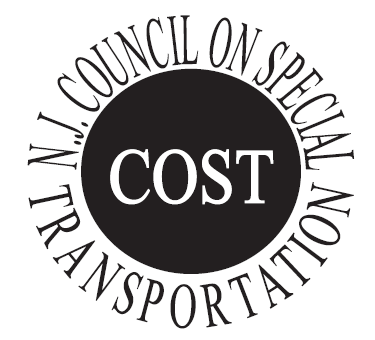 N.J. COUNCIL ON SPECIAL
TRANSPORTATION
COST